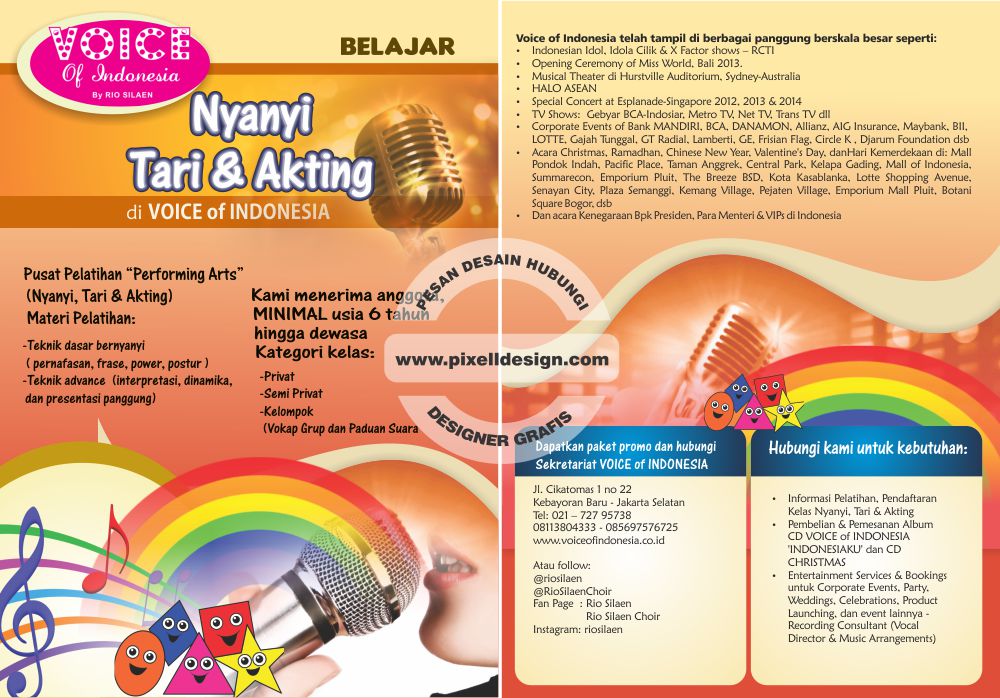 VOICE
Of Indonesia
By RIO SILAEN
BELAJAR
Nyanyi
Tari & Akting
di VOICE of INDONESIA
Pusat Pelatihan “Performing Arts”
(Nyanyi, Tari & Akting)
Materi Pelatihan:
-Teknik dasar bernyanyi
( pernafasan, frase, power, postur )
-Teknik advance (interpretasi, dinamika,
dan presentasi panggung)
Kami menerima anggota,
MINIMAL usia 6 tahun
hingga dewasa
Kategori kelas:
-Privat
-Semi Privat
-Kelompok
(Vokap Grup dan Paduan Suara
PESAN DESAIN HUBUNGI
www.pixelldesign.com
DESIGNER GRAFIS
Voice of Indonesia telah tampil di berbagai panggung berskala besar seperti:
• Indonesian Idol, Idola Cilik & X Factor shows – RCTI
• Opening Ceremony of Miss World, Bali 2013.
• Musical Theater di Hurstville Auditorium, Sydney-Australia
• HALO ASEAN
• Special Concert at Esplanade-Singapore 2012, 2013 & 2014
• TV Shows: Gebyar BCA-Indosiar, Metro TV, Net TV, Trans TV dll
• Corporate Events of Bank MANDIRI, BCA, DANAMON, Allianz, AIG Insurance, Maybank, BII,
LOTTE, Gajah Tunggal, GT Radial, Lamberti, GE, Frisian Flag, Circle K , Djarum Foundation dsb
• Acara Christmas, Ramadhan, Chinese New Year, Valentine's Day, danHari Kemerdekaan di: Mall
Pondok Indah, Pacific Place, Taman Anggrek, Central Park, Kelapa Gading, Mall of Indonesia,
Summarecon, Emporium Pluit, The Breeze BSD, Kota Kasablanka, Lotte Shopping Avenue,
Senayan City, Plaza Semanggi, Kemang Village, Pejaten Village, Emporium Mall Pluit, Botani
Square Bogor, dsb
• Dan acara Kenegaraan Bpk Presiden, Para Menteri & VIPs di Indonesia
Dapatkan paket promo dan hubungi
Sekretariat VOICE of INDONESIA
Jl. Cikatomas 1 no 22
Kebayoran Baru - Jakarta Selatan
Tel: 021 – 727 95738
08113804333 - 085697576725
www.voiceofindonesia.co.id
Atau follow:
@riosilaen
@RioSilaenChoir
Fan Page : Rio Silaen
Rio Silaen Choir
Instagram: riosilaen
Hubungi kami untuk kebutuhan:
• Informasi Pelatihan, Pendaftaran
Kelas Nyanyi, Tari & Akting
• Pembelian & Pemesanan Album
CD VOICE of INDONESIA
'INDONESIAKU' dan CD
CHRISTMAS
• Entertainment Services & Bookings
untuk Corporate Events, Party,
Weddings, Celebrations, Product
Launching, dan event lainnya -
Recording Consultant (Vocal
Director & Music Arrangements)